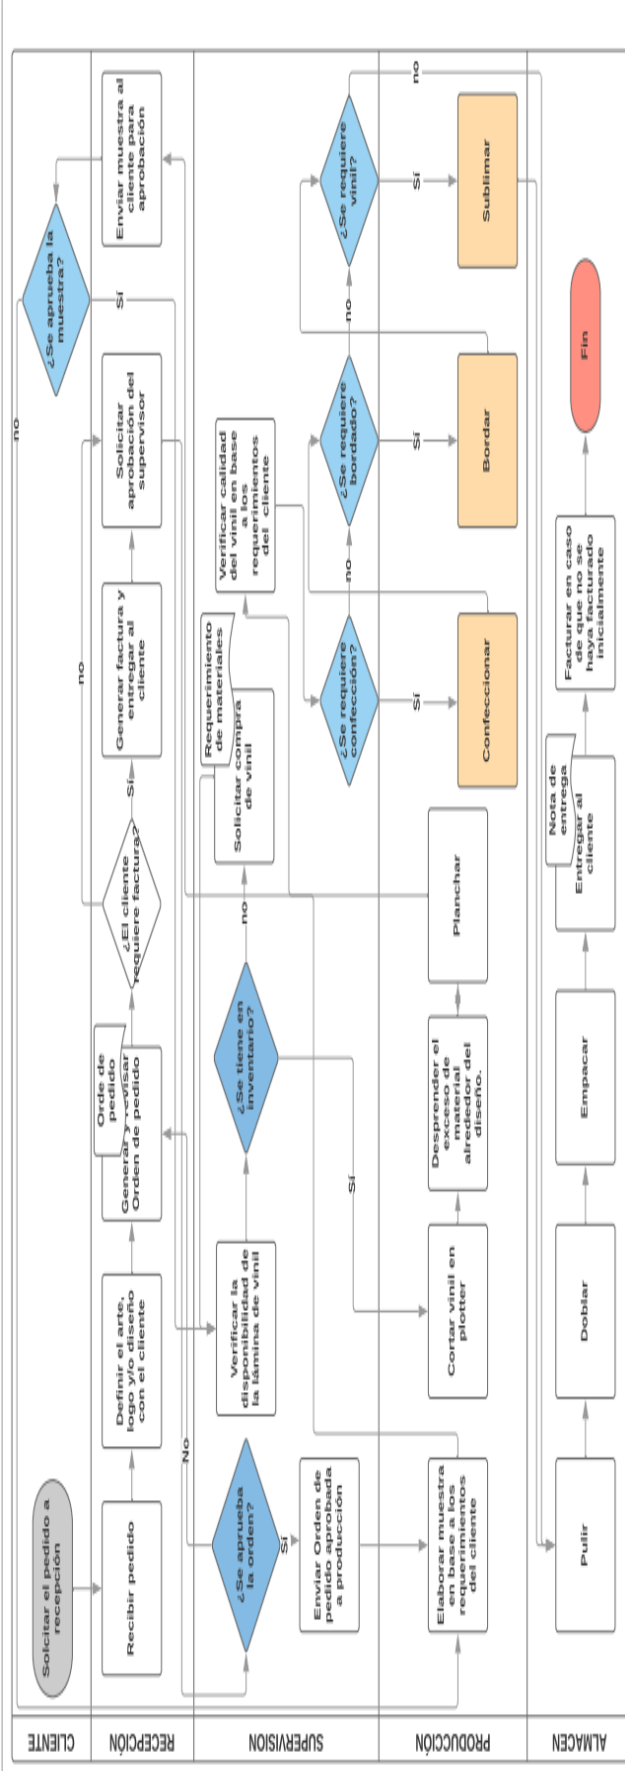 CLIENTE
Solcitar el pedido a
recepción
no
¿Se aprueba la
muestra?
Sí
RECEPCIÓN
Recibir pedido
Definir el arte,
logo y/o diseño
con el cliente
Orde de
pedido
Generar y revisar
Orden de pedido
¿El cliente
requiere factura?
Sí
no
Generar factura y
entregar al
cliente
Solicitar
aprobación del
supervisor
Enviar muestra al
cliente para
aprobación
SUPERVISION
No
¿Se aprueba
la orden?
Sí
Enviar Orden de
pedido aprobada
a producción
Verificar la
disponibilidad de
la lámina de vinil
¿Se tiene en
inventario?
no
Sí
Requerimiento
de materiales
Solicitar compra
de vinil
Verificar calidad
del vinil en base
a los
requerimientos
del cliente
¿Se requiere
confección?
no
Sí
¿Se requiere
bordado?
no
Sí
¿Se requiere
vinil?
no
Sí
PRODUCCIÓN
Elaborar muestra
en base a los
requerimientos
del cliente
Cortar vinil en
plotter
Desprender el
exceso de
material
alrededor del
diseño.
Planchar
Confeccionar
Bordar
Sublimar
ALMACEN
Pulir
Doblar
Empacar
Nota de
entrega
Entregar al
cliente
Facturar en caso
de que no se
haya facturado
inicialmente
Fin